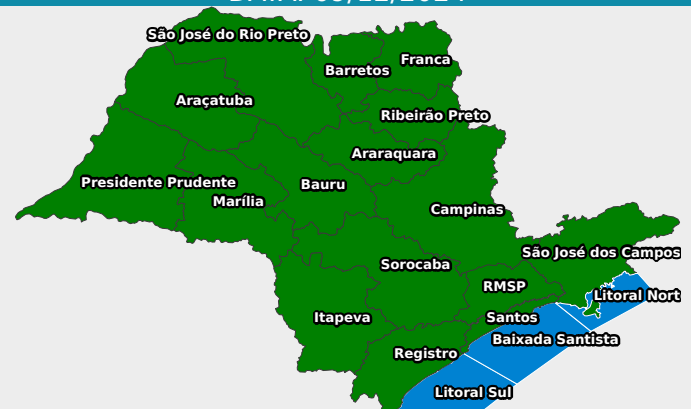 São José do Rio Preto
Franca
Barretos
Araçatuba
Ribeirão Preto
Araraquara
Presidente Prudente
Bauru
Marília
Campinas
São José dos Campos
Sorocaba
RMSP
Litoral Nort
Itapeva
Santos
Baixada Santista
Registro
Litoral Sul